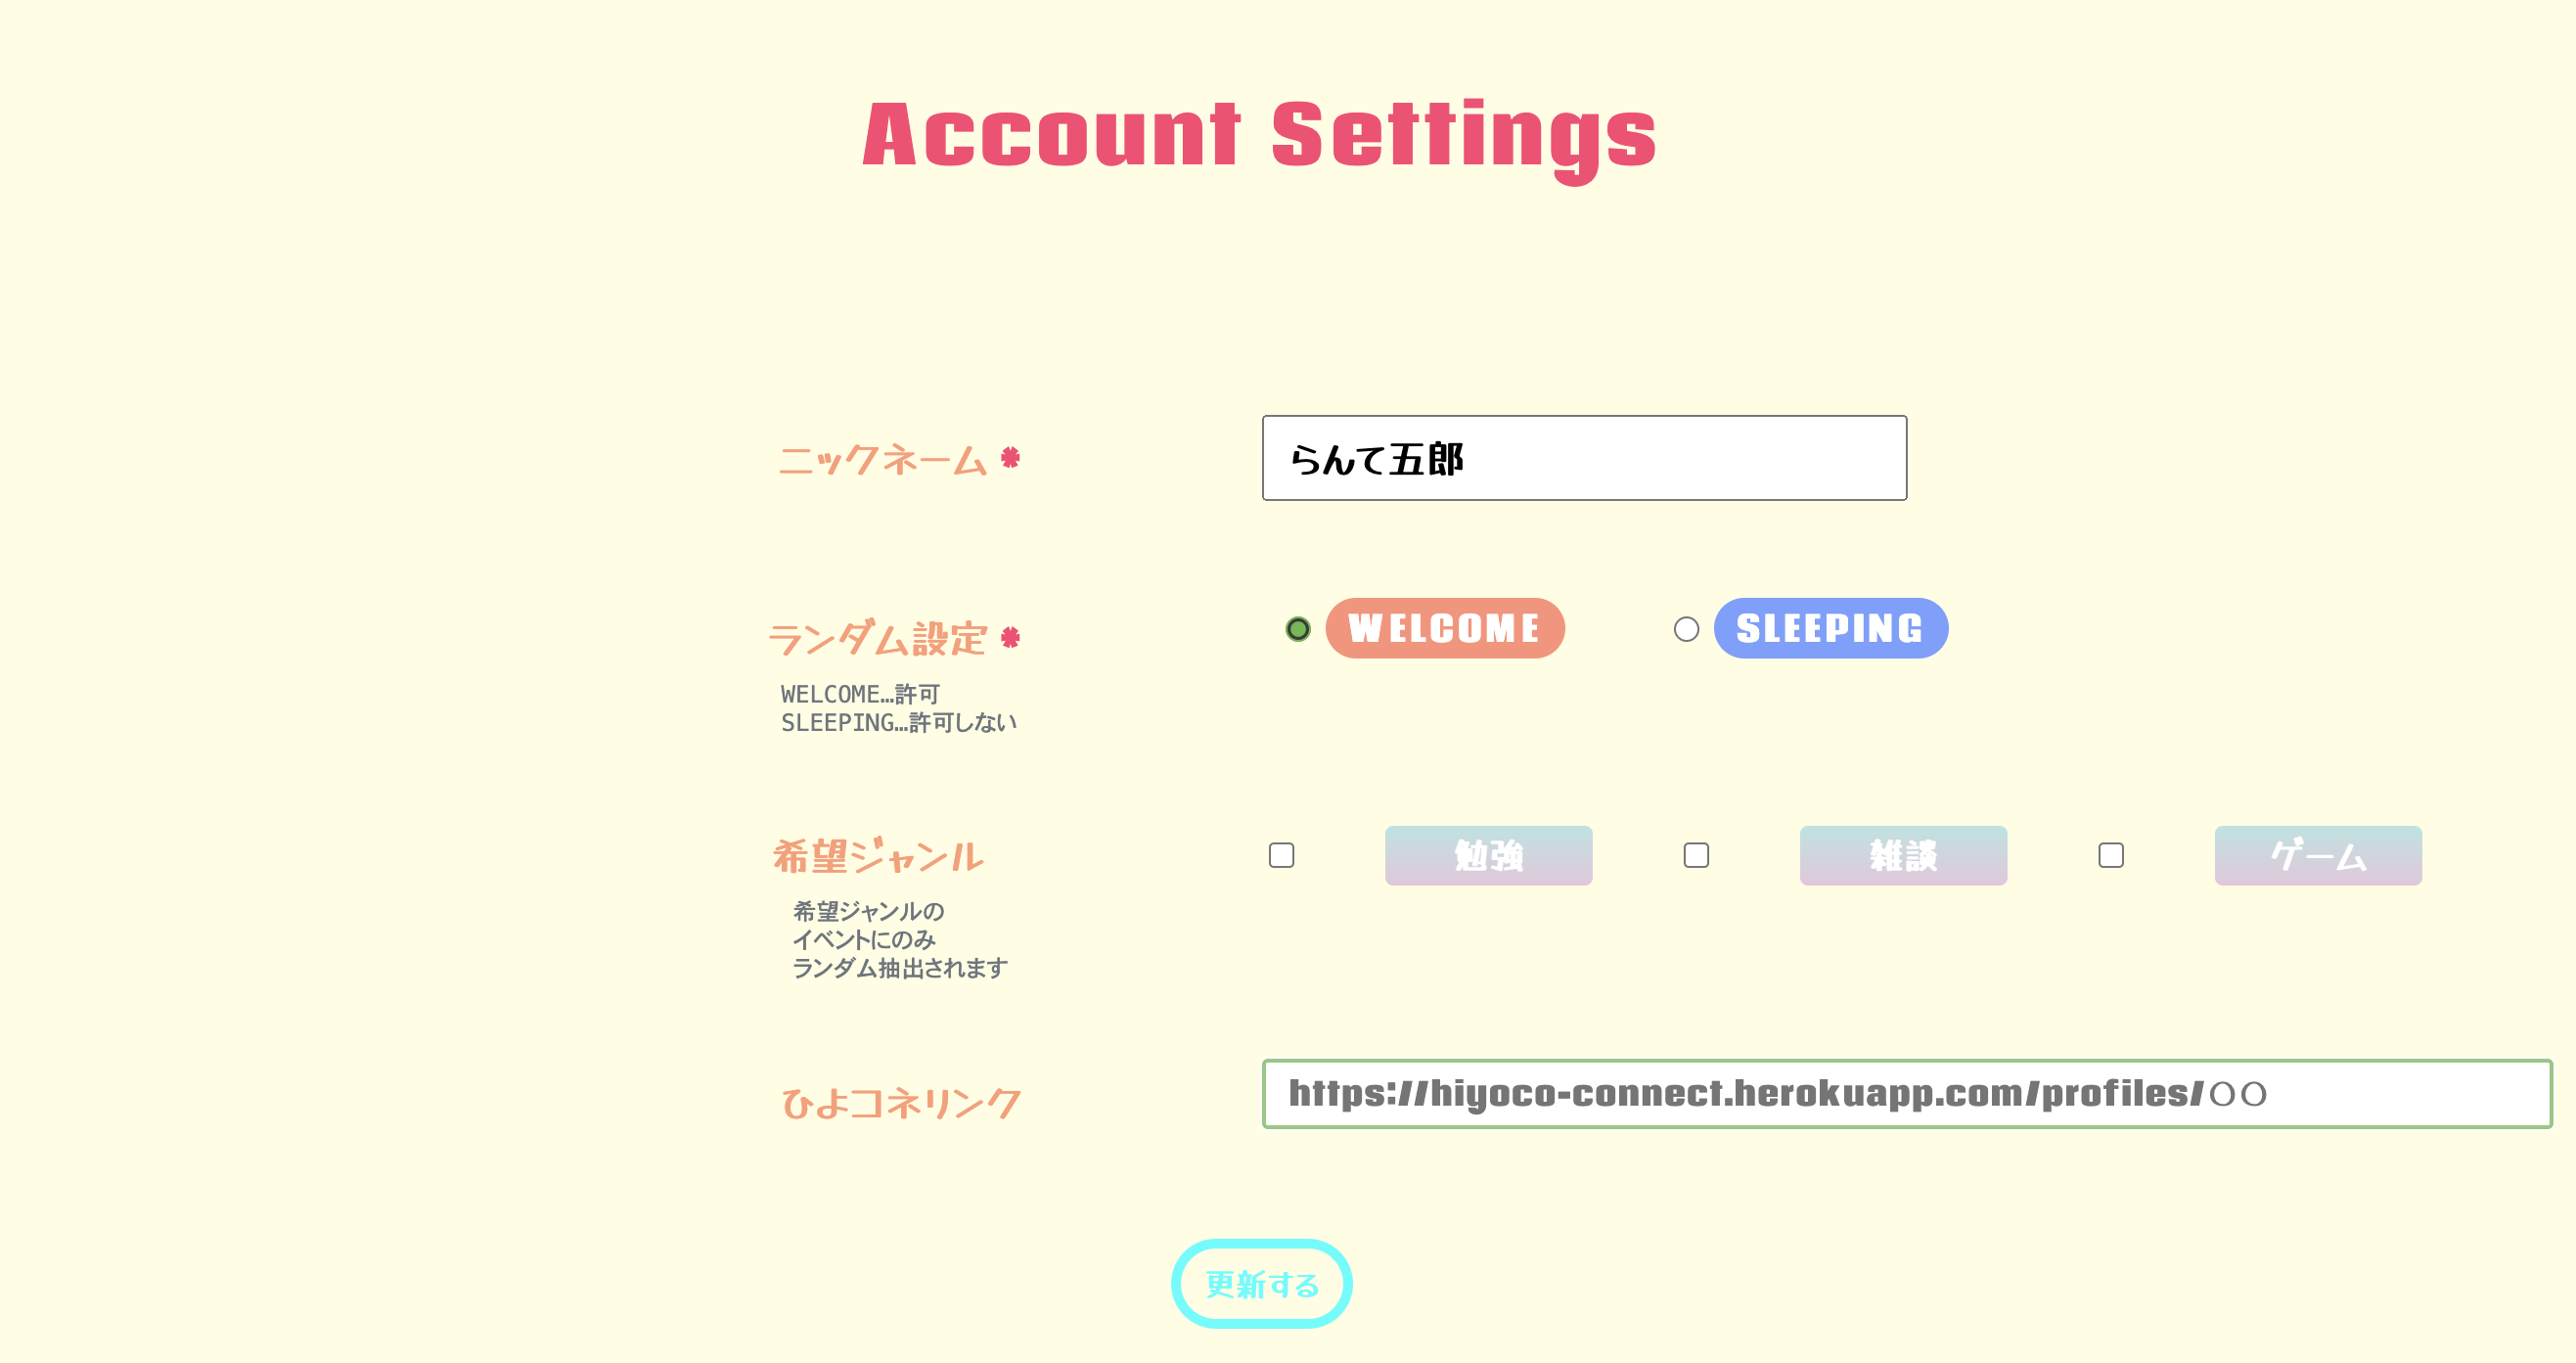 Account Settings
ニックネーム *
らんて五郎
ランダム設定 *
WELCOME
SLEEPING
WELCOME…許可
SLEEPING…許可しない
希望ジャンル
勉強
雑談
ゲーム
希望ジャンルの
イベントにのみ
ランダム抽出されます
ひよコネリンク
https://hiyoco-connect.herokuapp.com/profiles/〇〇
更新する